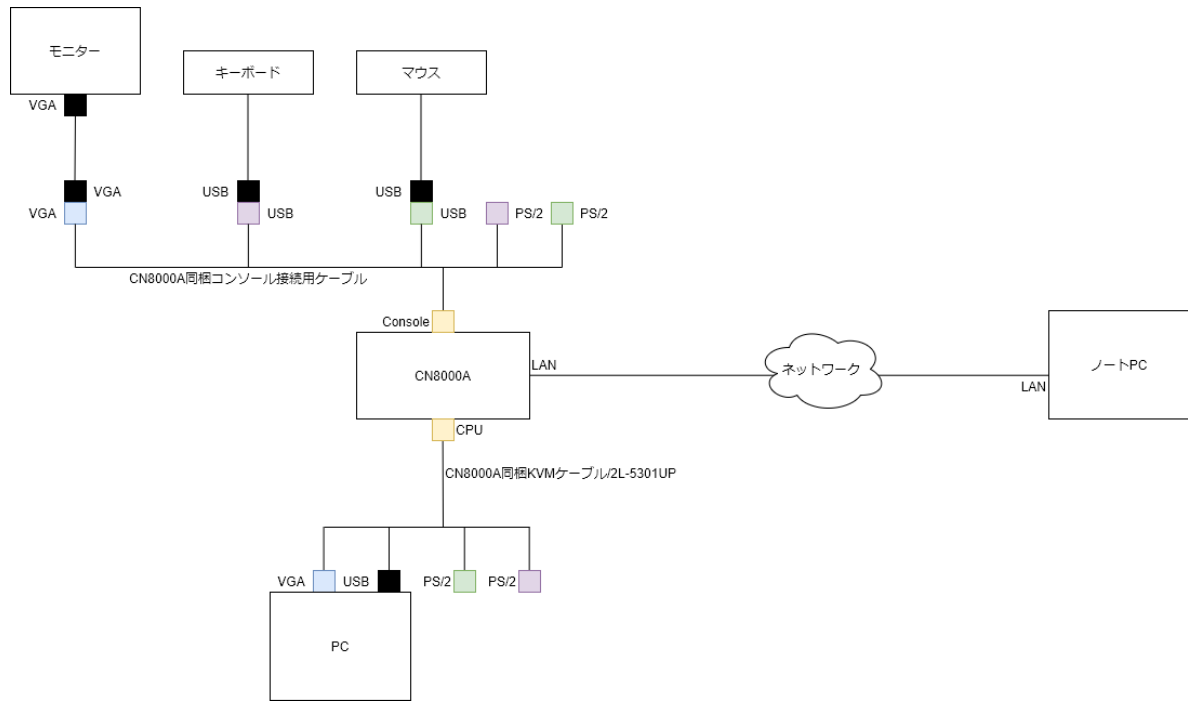 モニター
キーボード
マウス
VGA
VGA
USB
USB
VGA
USB
USB
PS/2
PS/2
CN8000A同梱コンソール接続用ケーブル
Console
CN8000A
LAN
ネットワーク
ノートPC
LAN
CPU
CN8000A同梱KVMケーブル/2L-5301UP
VGA
USB
PS/2
PS/2
PC